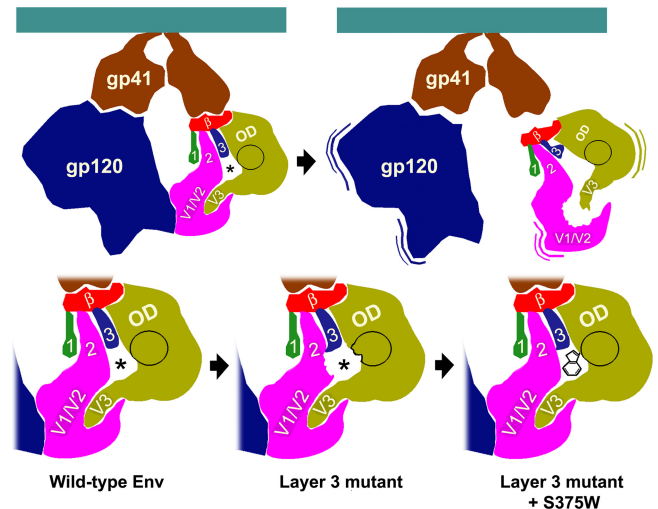 gp41
gp120
β
OD
1
2
3
*
V3
V1/V2
gp41
gp120
β
OD
1
2
3
V3
V1/V2
β
OD
1
2
3
*
V3
V1/V2
β
OD
1
2
3
*
V3
V1/V2
β
OD
1
2
3
V3
V1/V2
Wild-type Env
Layer 3 mutant
Layer 3 mutant
+ S375W